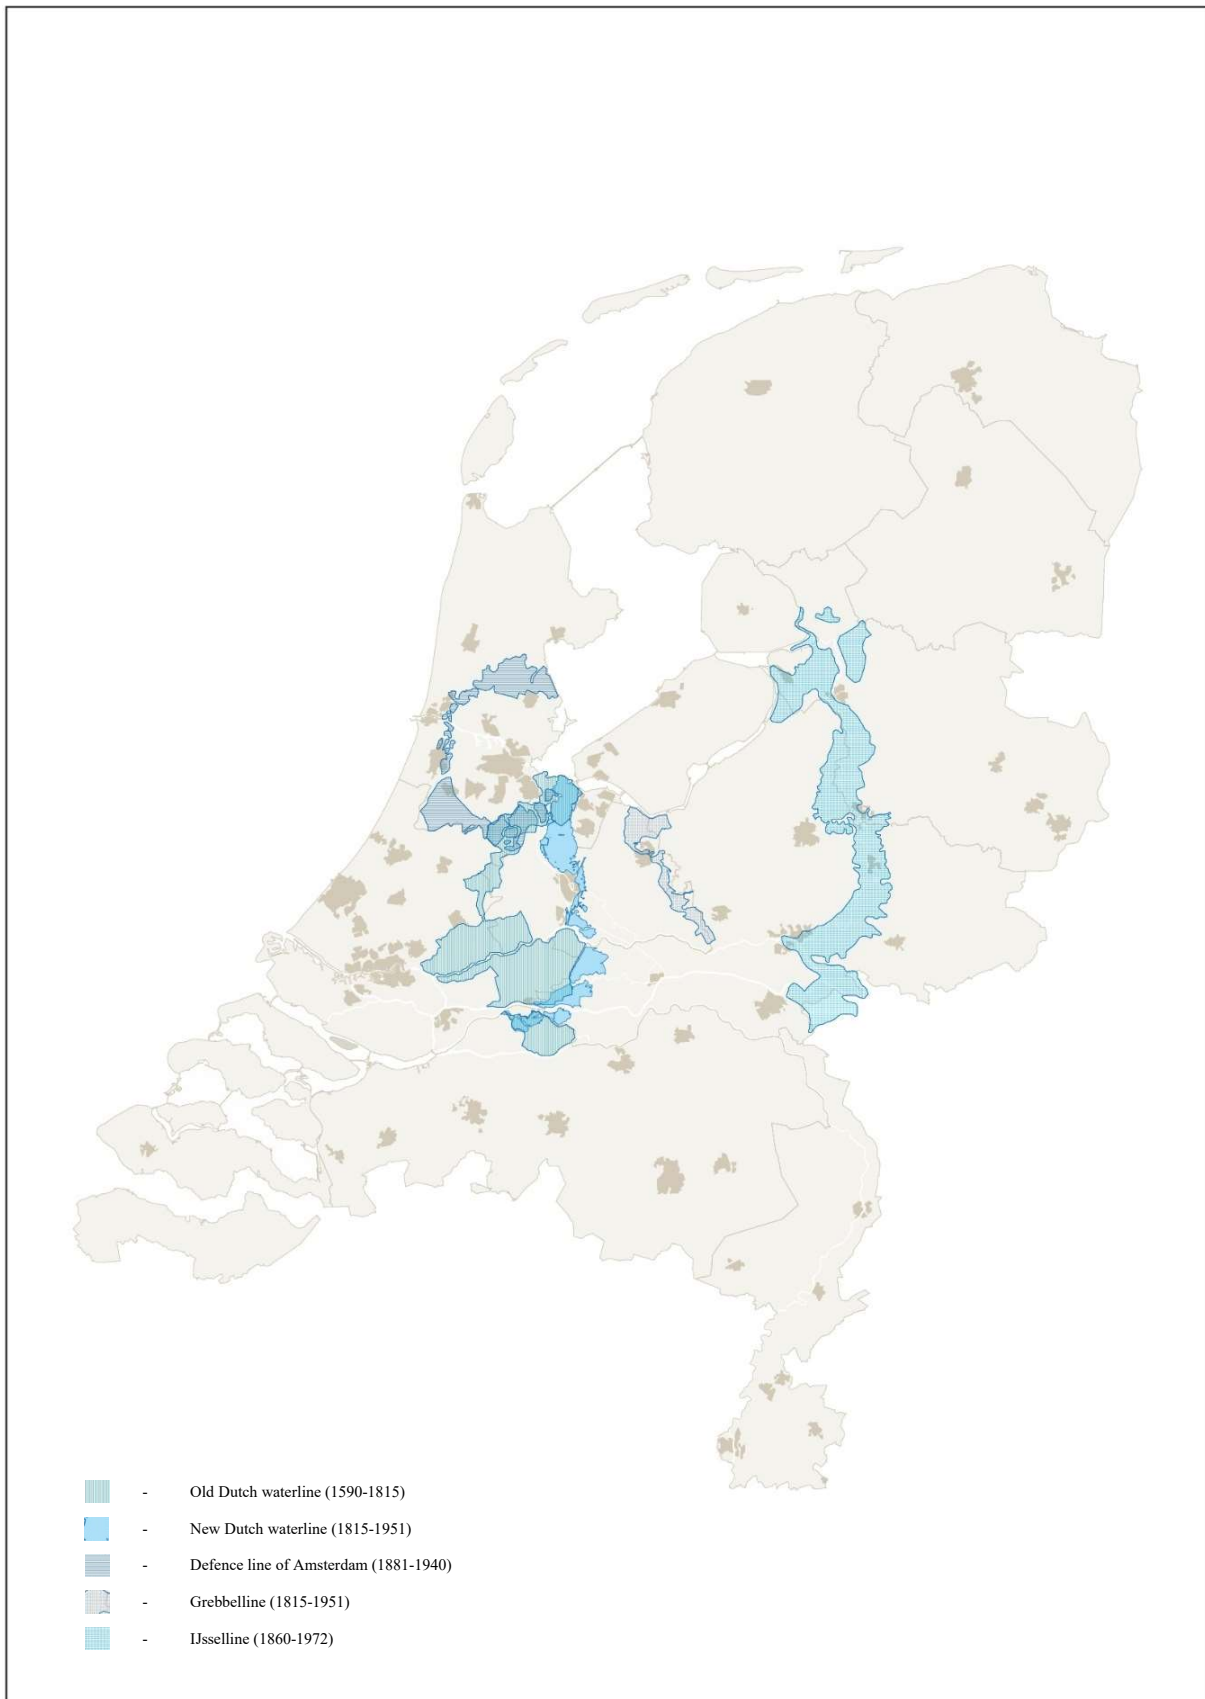 - Old Dutch waterline (1590-1815)
- New Dutch waterline (1815-1951)
- Defence line of Amsterdam (1881-1940)
- Grebbelline (1815-1951)
- IJsselline (1860-1972)